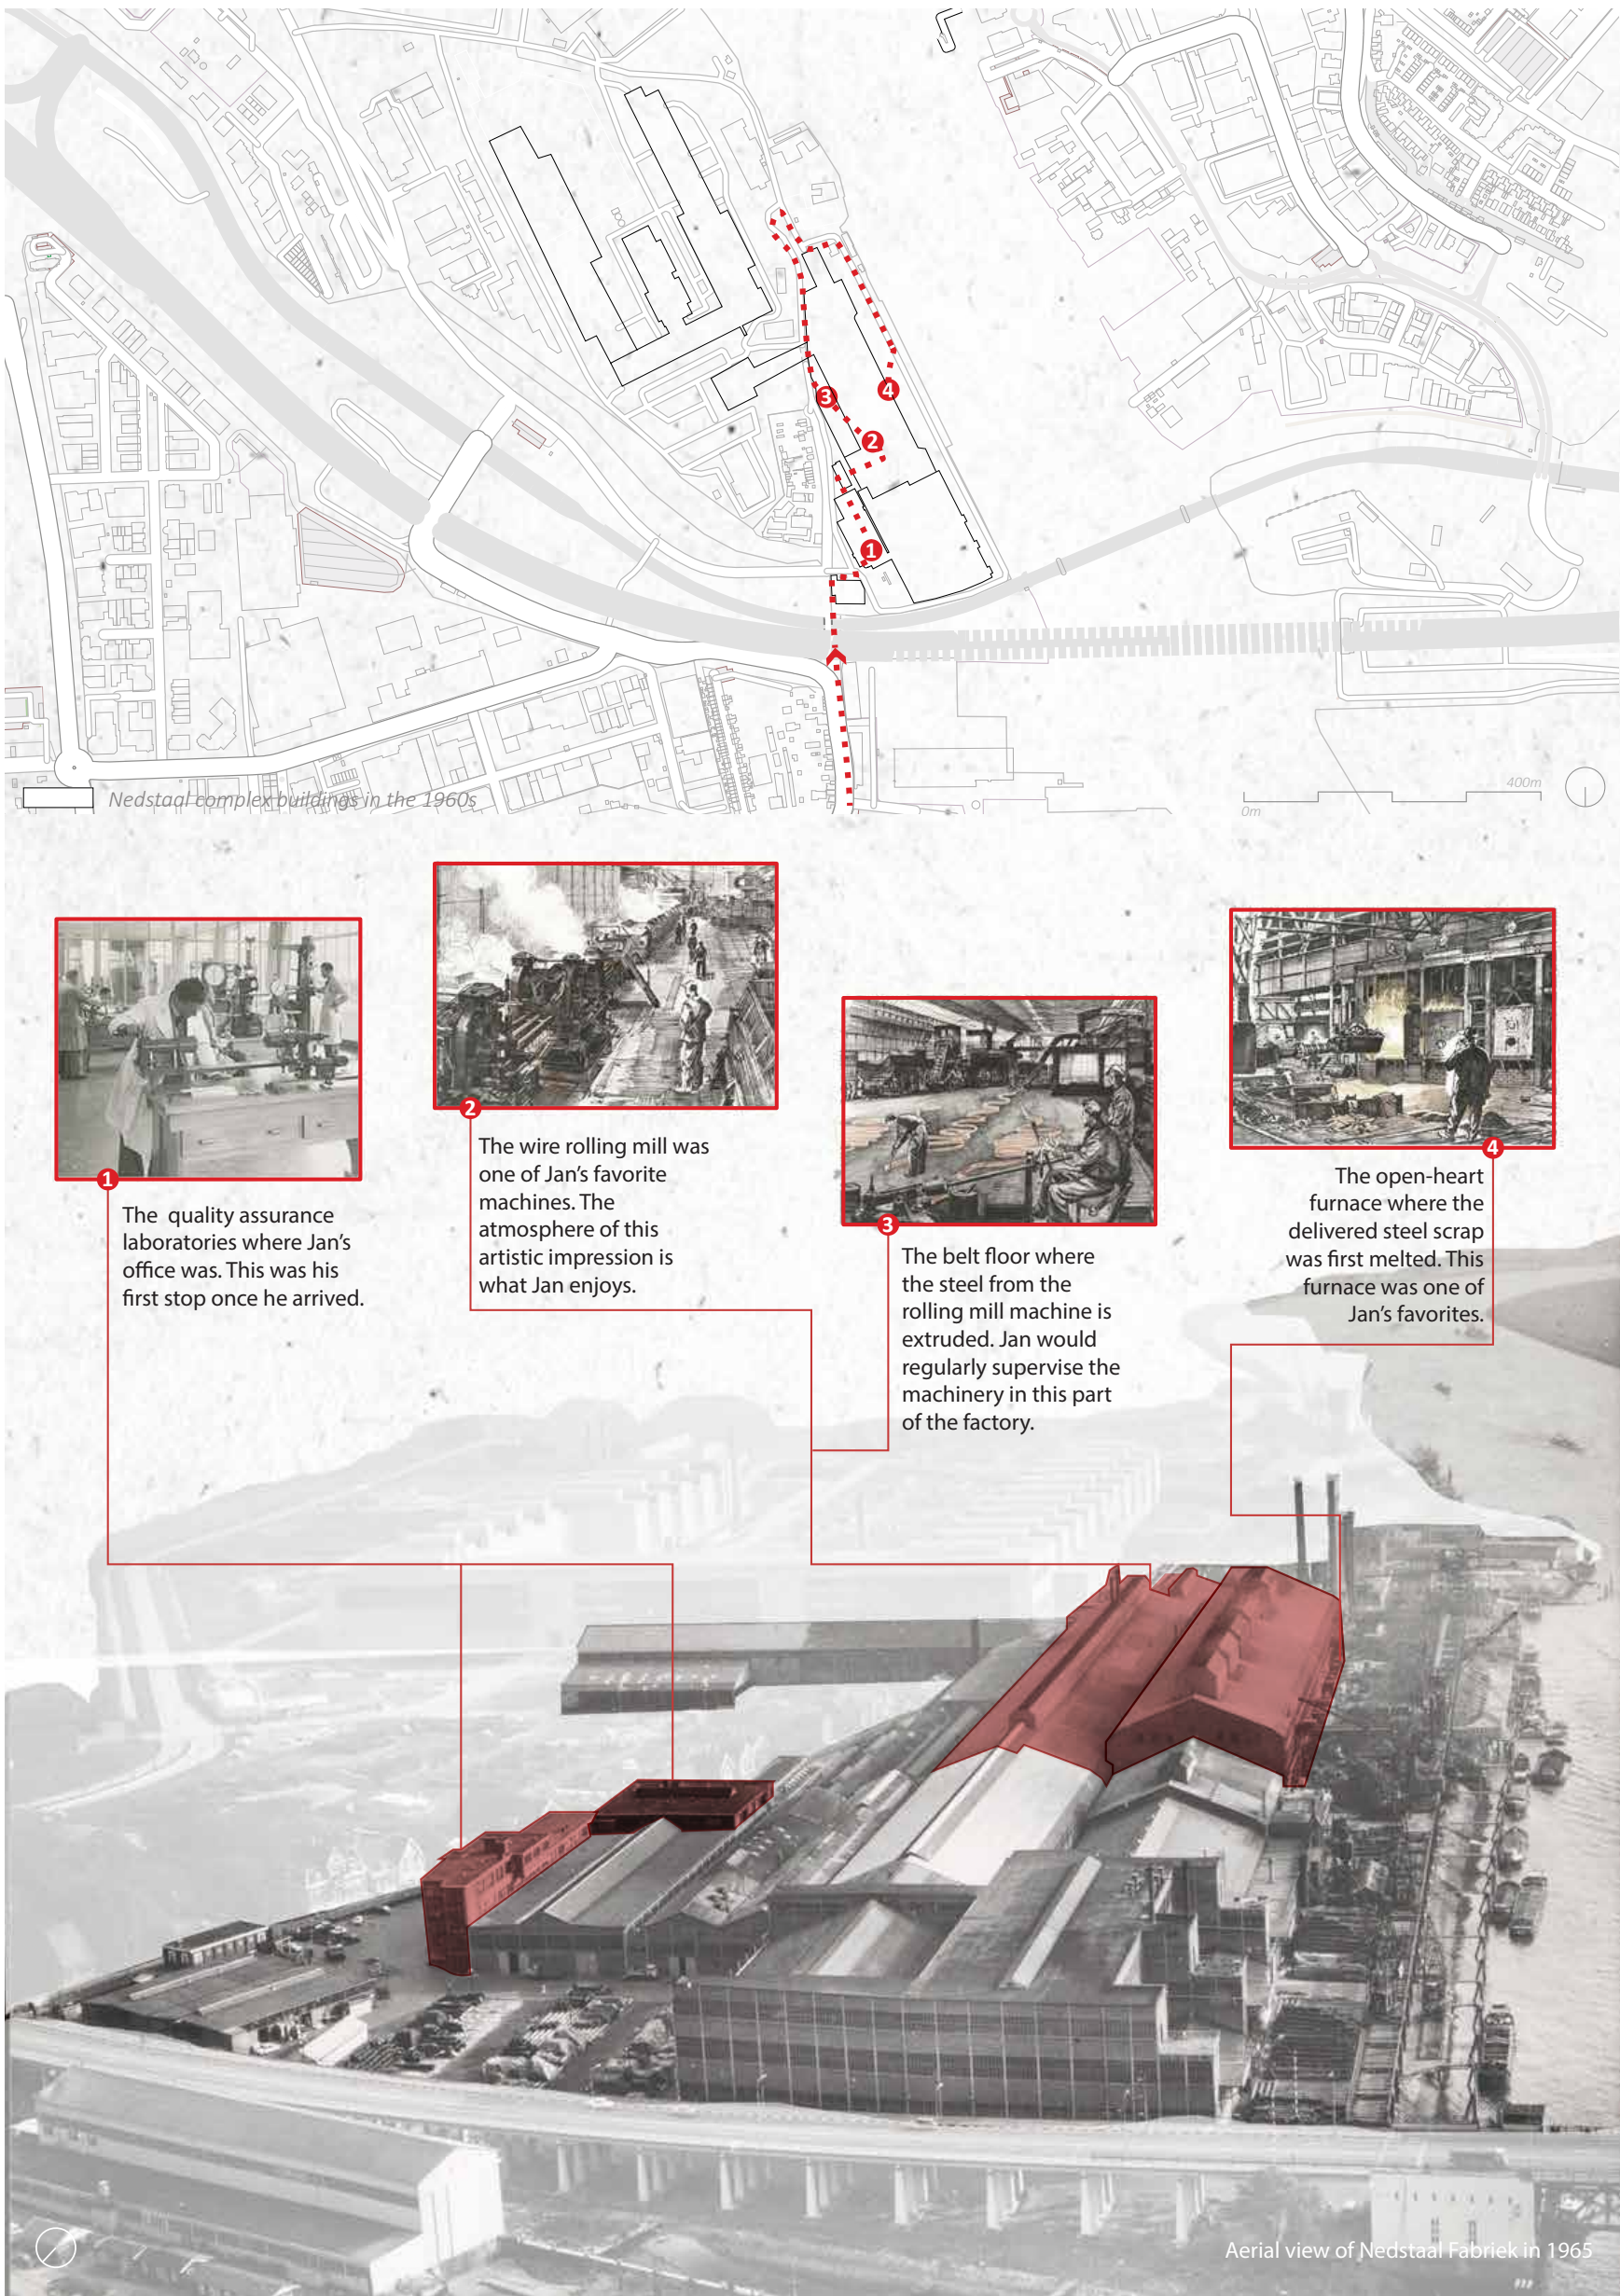 3
4
2
1
Nedstaal complex buildings in the 1960s
400m
0m
1
The quality assurance
laboratories where Jan's
office was. This was his
first stop once he arrived.
2
The wire rolling mill was
one of Jan's favorite
machines. The
atmosphere of this
artistic impression is
what Jan enjoys.
3
The belt floor where
the steel from the
rolling mill machine is
extruded. Jan would
regularly supervise the
machinery in this part
of the factory.
4
The open-heart
furnace where the
delivered steel scrap
was first melted. This
furnace was one of
Jan's favorites.
Aerial view of Nedstaal Fabriek in 1965